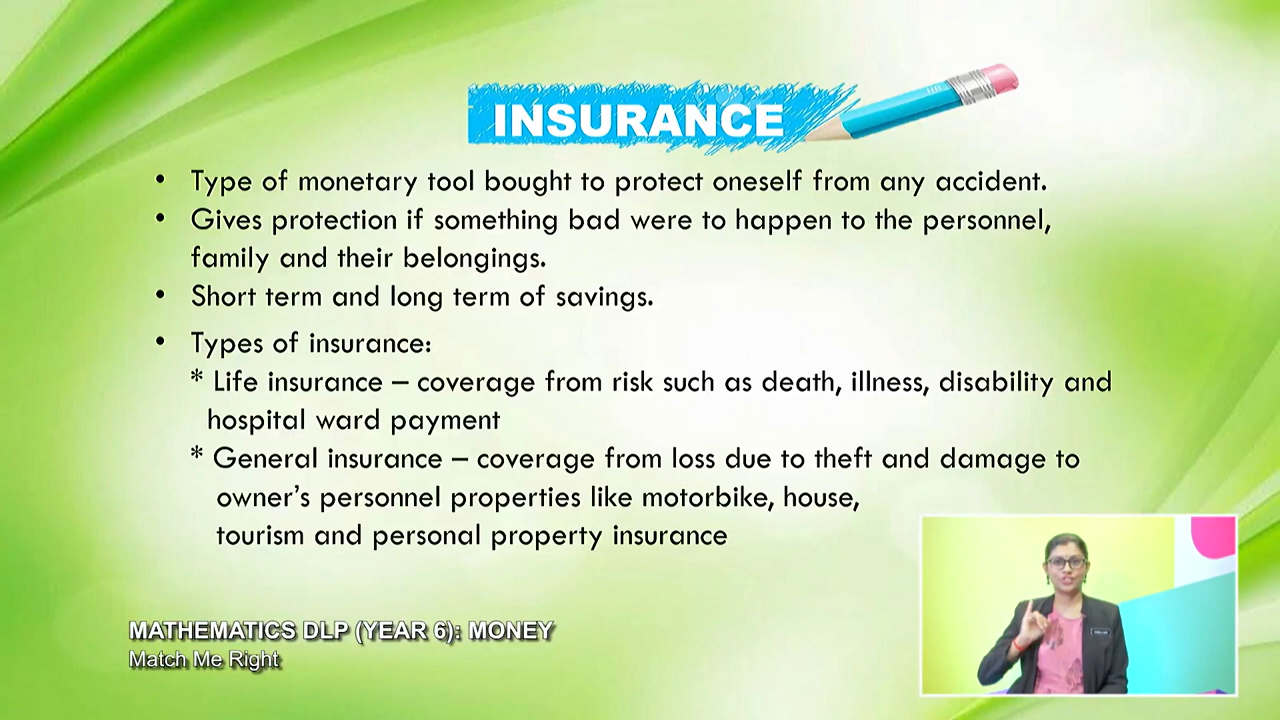 INSURANCE
• Type of monetary tool bought to protect oneself from any accident.
• Gives protection if something bad were to happen to the personnel,
family and their belongings.
• Short term and long term of savings.
• Types of insurance:
* Life insurance – coverage from risk such as death, illness, disability and
hospital ward payment
* General insurance – coverage from loss due to theft and damage to
owner’s personnel properties like motorbike, house,
tourism and personal property insurance
MATHEMATICS DLP (YEAR 6): MONEY
Match Me Right